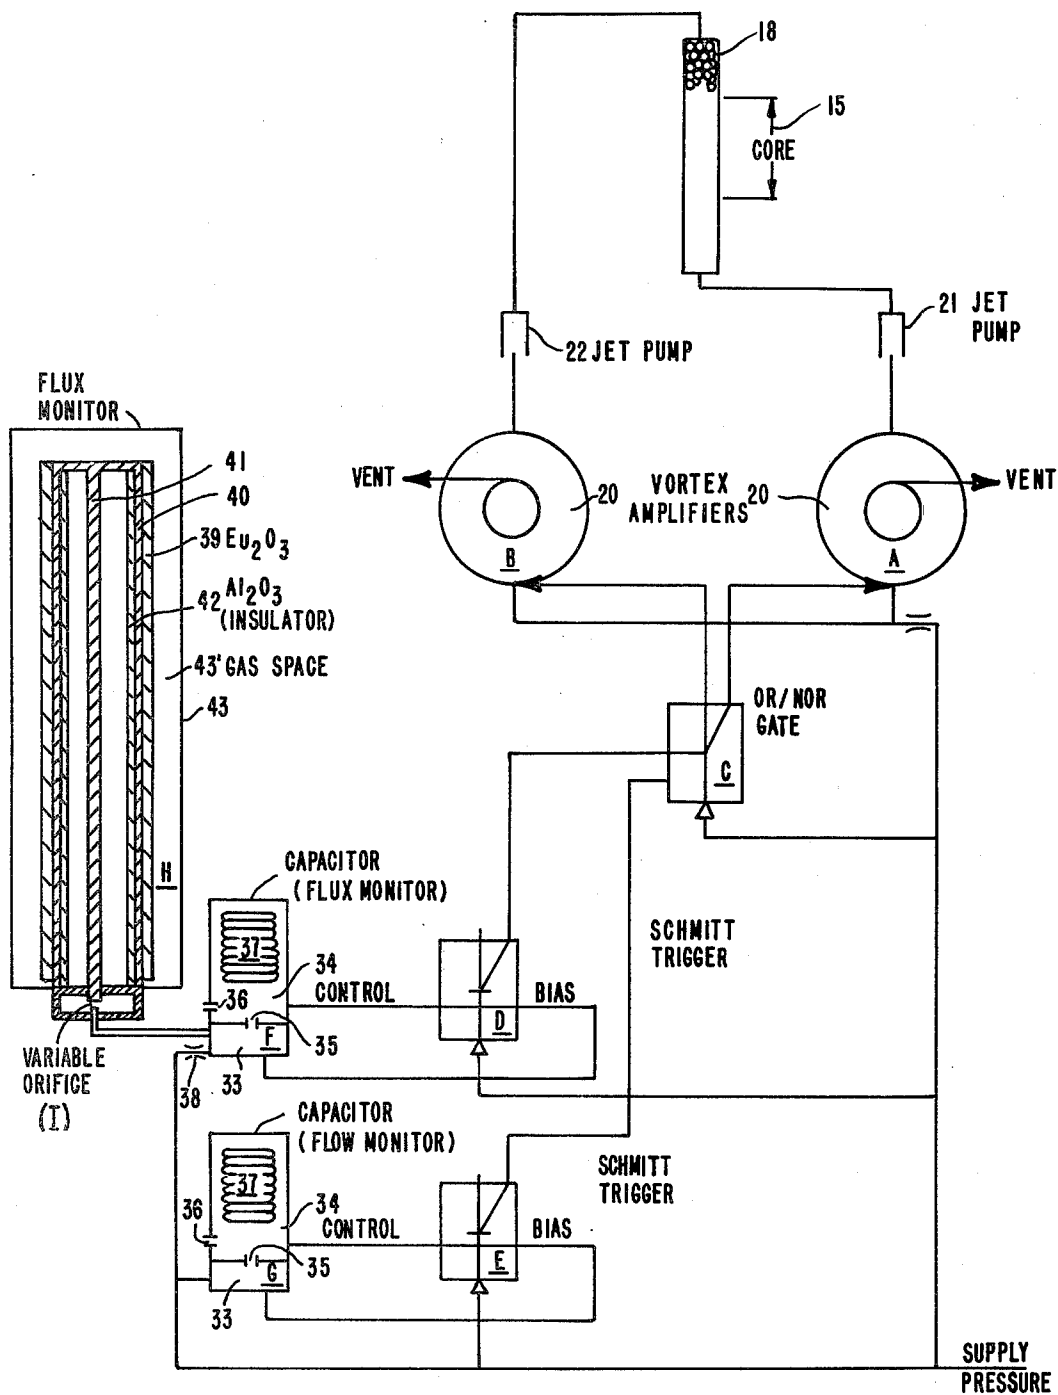 18
15
CORE
21 JET
PUMP
22 JET PUMP
FLUX
MONITOR
41
40
39 Eu2O3
42 Al2O3
(INSULATOR)
43' GAS SPACE
43
H
VENT
20
VORTEX
AMPLIFIERS
20
VENT
B
A
OR/NOR
GATE
C
CAPACITOR
(FLUX MONITOR)
37
34
36
CONTROL
BIAS
SCHMITT
TRIGGER
D
F
35
33
38
VARIABLE
ORIFICE
(I)
CAPACITOR
(FLOW MONITOR)
37
34
36
CONTROL
BIAS
SCHMITT
TRIGGER
E
G
35
33
SUPPLY
PRESSURE